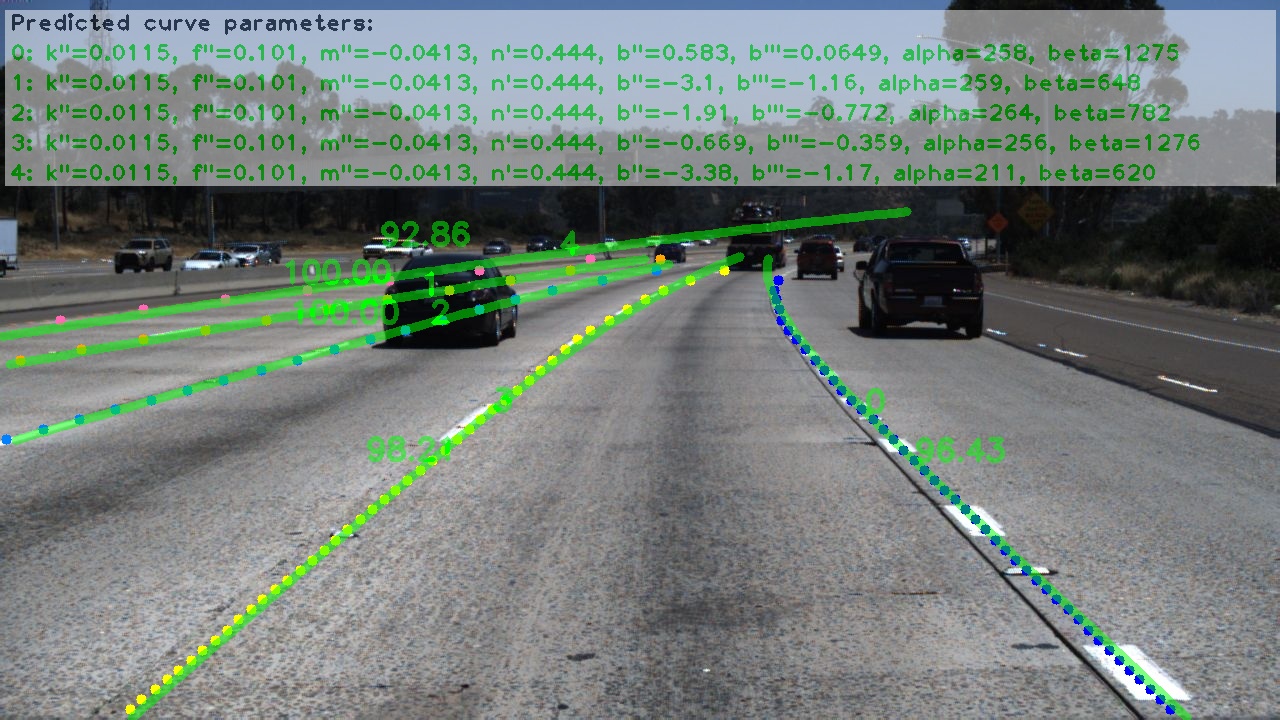 Predicted curve parameters:
0: k''=0.0115, f''=0.101, m''=−0.0413, n'=0.444, b''=0.583, b'''=0.0649, alpha=258, beta=1275
1: k''=0.0115, f''=0.101, m''=−0.0413, n'=0.444, b''=−3.1, b'''=−1.16, alpha=259, beta=648
2: k''=0.0115, f''=0.101, m''=−0.0413, n'=0.444, b''=−1.91, b'''=−0.772, alpha=264, beta=782
3: k''=0.0115, f''=0.101, m''=−0.0413, n'=0.444, b''=−0.669, b'''=−0.359, alpha=256, beta=1276
4: k''=0.0115, f''=0.101, m''=−0.0413, n'=0.444, b''=−3.38, b'''=−1.17, alpha=211, beta=620
92.86
4
100.00
1
100.00
2
3
0
96.43